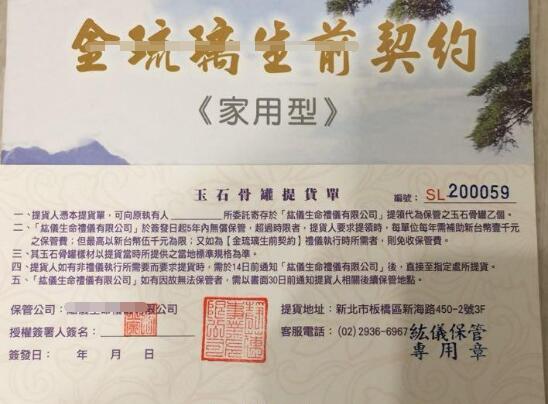 金琉璃生前契約
《家用型》
玉石骨罐提貨單
編號：SL 200059
一、提貨人憑本提貨單，可向原執有人　　　　所委託寄存於「紘儀生命禮儀有限公司」提領代為保管之玉石骨罐乙個。
二、「紘儀生命禮儀有限公司」於簽發日起5年內無償保管，超過時限者，提貨人要求提領時，每單位每年需補助新台幣壹千元
之保管費；但最高以新台幣伍千元為限；又如為【金琉璃生前契約】禮儀執行時所需者，則免收保管費。
三、其玉石骨罐樣材以提貨當時所提供之當地標準規格為準。
四、提貨人如有非禮儀執行所需要而要求提貨時，需於14日前通知「紘儀生命禮儀有限公司」後，直接至指定處所提貨。
五、「紘儀生命禮儀有限公司」如有因故無法保管者，需以書面30日前通知提貨人相關後續保管地點。
保管公司：紘儀生命禮儀有限公司
提貨地址：新北市板橋區新海路450-2號3F
授權簽署人簽名：
客服電話：(02) 2936-6967
紘儀保管
專用章
簽發日：　年　月　日